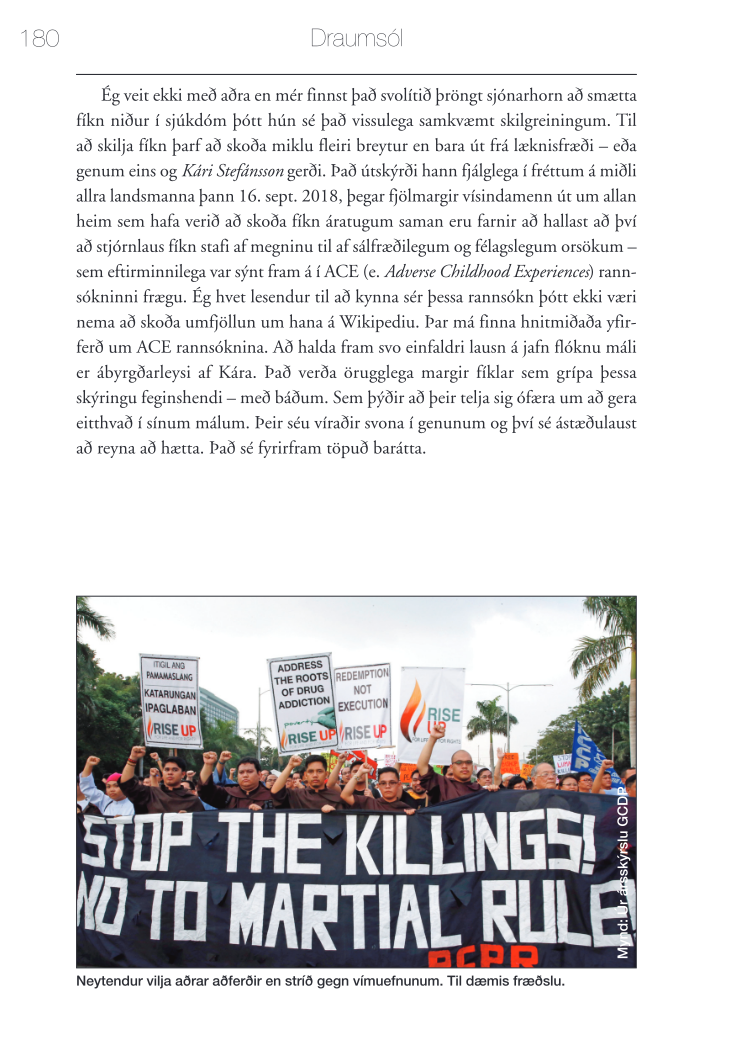 180
Draumsól
Ég veit ekki með aðra en mér finnst það svolítið þröngt sjónarhorn að smætta
fíkn niður í sjúkdóm þótt hún sé það vissulega samkvæmt skilgreiningum. Til
að skilja fíkn þarf að skoða miklu fleiri breytur en bara út frá læknisfræði – eða
genum eins og Kári Stefánsson gerði. Það útskýrði hann fjálglega í fréttum á miðli
allra landsmanna þann 16. sept. 2018, þegar fjölmargir vísindamenn út um allan
heim sem hafa verið að skoða fíkn áratugum saman eru farnir að hallast að því
að stjórnlaus fíkn stafi af megninu til af sálfræðilegum og félagslegum orsökum –
sem eftirminnilega var sýnt fram á í ACE (e. Adverse Childhood Experiences) rann-
sókninni frægu. Ég hvet lesendur til að kynna sér þessa rannsókn þótt ekki væri
nema að skoða umfjöllun um hana á Wikipediu. Þar má finna hnitmiðaða yfir-
ferð um ACE rannsóknina. Að halda fram svo einfaldri lausn á jafn flóknu máli
er ábyrgðarleysi af Kára. Það verða örugglega margir fíklar sem grípa þessa
skýringu feginshendi – með báðum. Sem þýðir að þeir telja sig ófæra um að gera
eitthvað í sínum málum. Þeir séu víraðir svona í genunum og því sé ástæðulaust
að reyna að hætta. Það sé fyrirfram töpuð barátta.
ITIGIL ANG
PAMAMASLANG
KATARUNGAN
IPAGLABAN
RISE UP
ADDRESS
THE ROOTS
OF DRUG
ADDICTION
poverty
RISE UP
REDEMPTION
NOT
EXECUTION
RISE UP
RISE
UP
STOP THE KILLINGS!
NO TO MARTIAL RULE
PCPR
Mynd: Úr ársskýrslu GCDP
Neytendur vilja aðrar aðferðir en stríð gegn vímuefnunum. Til dæmis fræðslu.